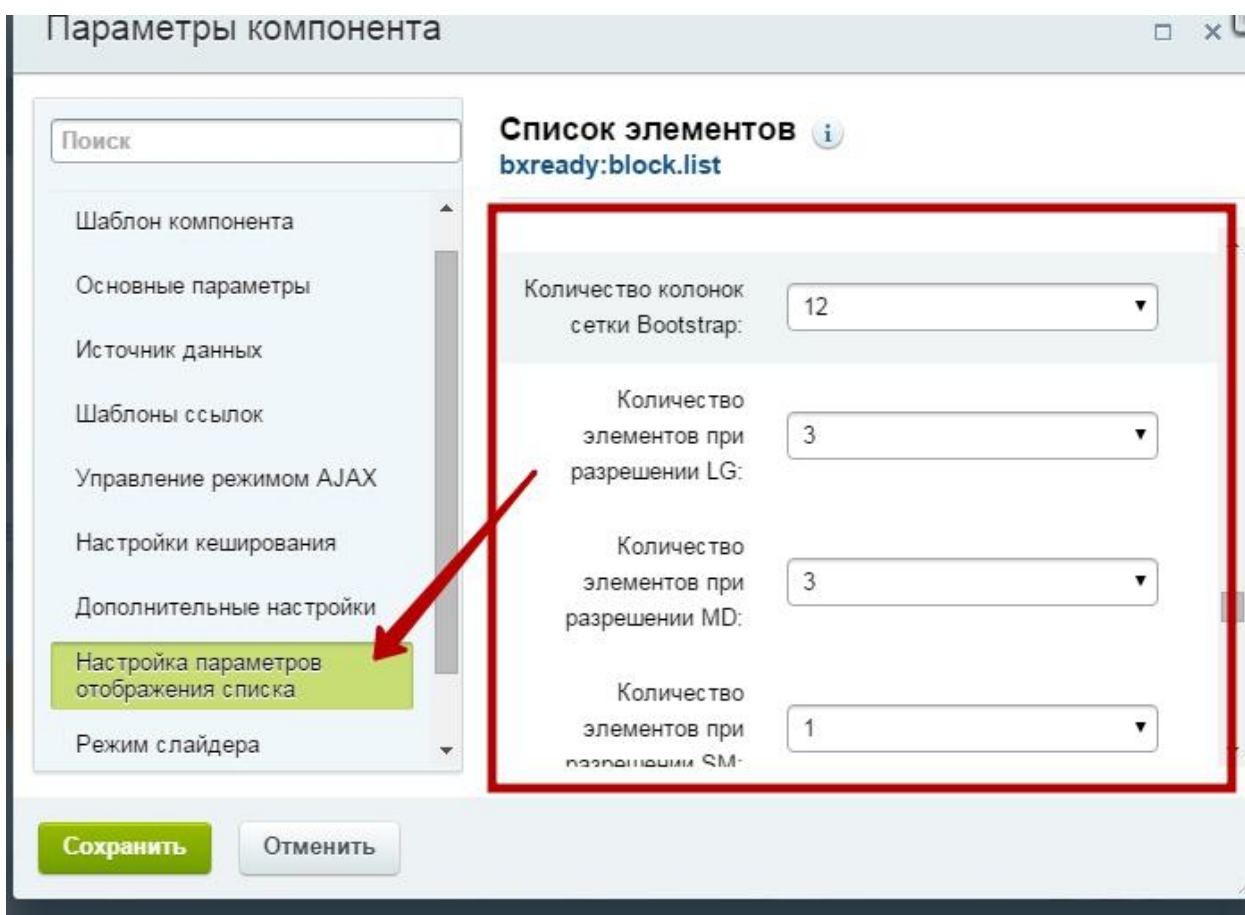 Параметры компонента
Поиск
Шаблон компонента
Основные параметры
Источник данных
Шаблоны ссылок
Управление режимом AJAX
Настройки кеширования
Дополнительные настройки
Настройка параметров
отображения списка
Режим слайдера
Список элементов i
bxready:block.list
Количество колонок
сетки Bootstrap:
12
Количество
элементов при
разрешении LG:
3
Количество
элементов при
разрешении MD:
3
Количество
элементов при
разрешении SM:
1
Сохранить
Отменить